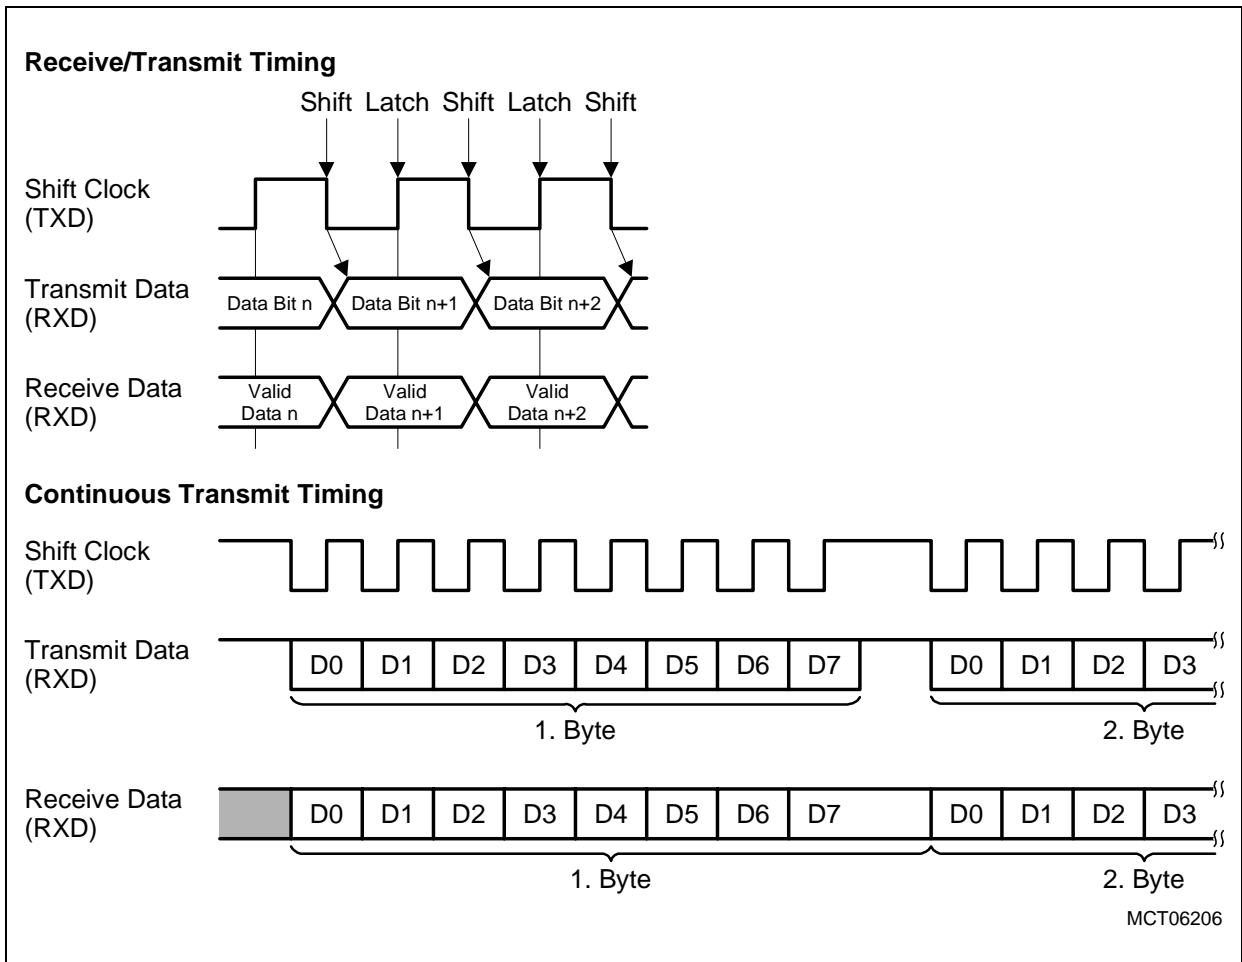 Receive/Transmit Timing
Shift Latch Shift Latch Shift
Shift Clock
(TXD)
Transmit Data
(RXD)
Data Bit n
Data Bit n+1
Data Bit n+2
Receive Data
(RXD)
Valid
Data n
Valid
Data n+1
Valid
Data n+2
Continuous Transmit Timing
Shift Clock
(TXD)
Transmit Data
(RXD)
D0 D1 D2 D3 D4 D5 D6 D7 D0 D1 D2 D3
1. Byte
2. Byte
Receive Data
(RXD)
D0 D1 D2 D3 D4 D5 D6 D7 D0 D1 D2 D3
1. Byte
2. Byte
MCT06206